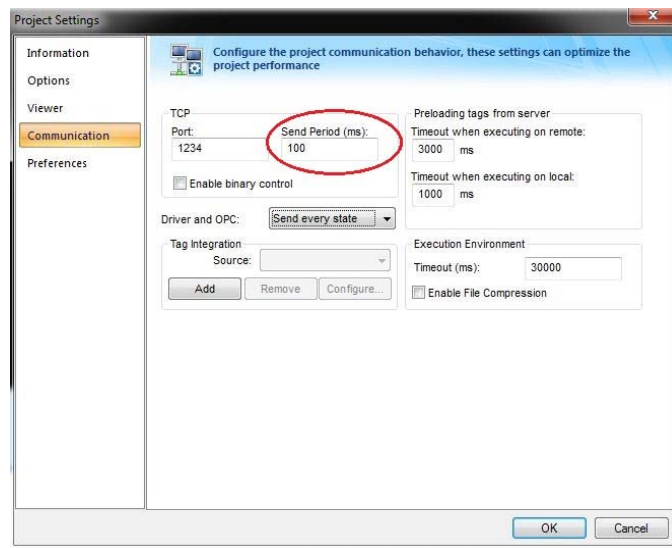 Project Settings
Information
Options
Viewer
Communication
Preferences
Configure the project communication behavior, these settings can optimize the
project performance
TCP
Port:
Send Period (ms):
1234
100
Enable binary control
Driver and OPC:
Send every state
Tag Integration
Source:
Add
Remove
Configure...
Preloading tags from server
Timeout when executing on remote:
3000 ms
Timeout when executing on local:
1000 ms
Execution Environment
Timeout (ms):
30000
Enable File Compression
OK
Cancel